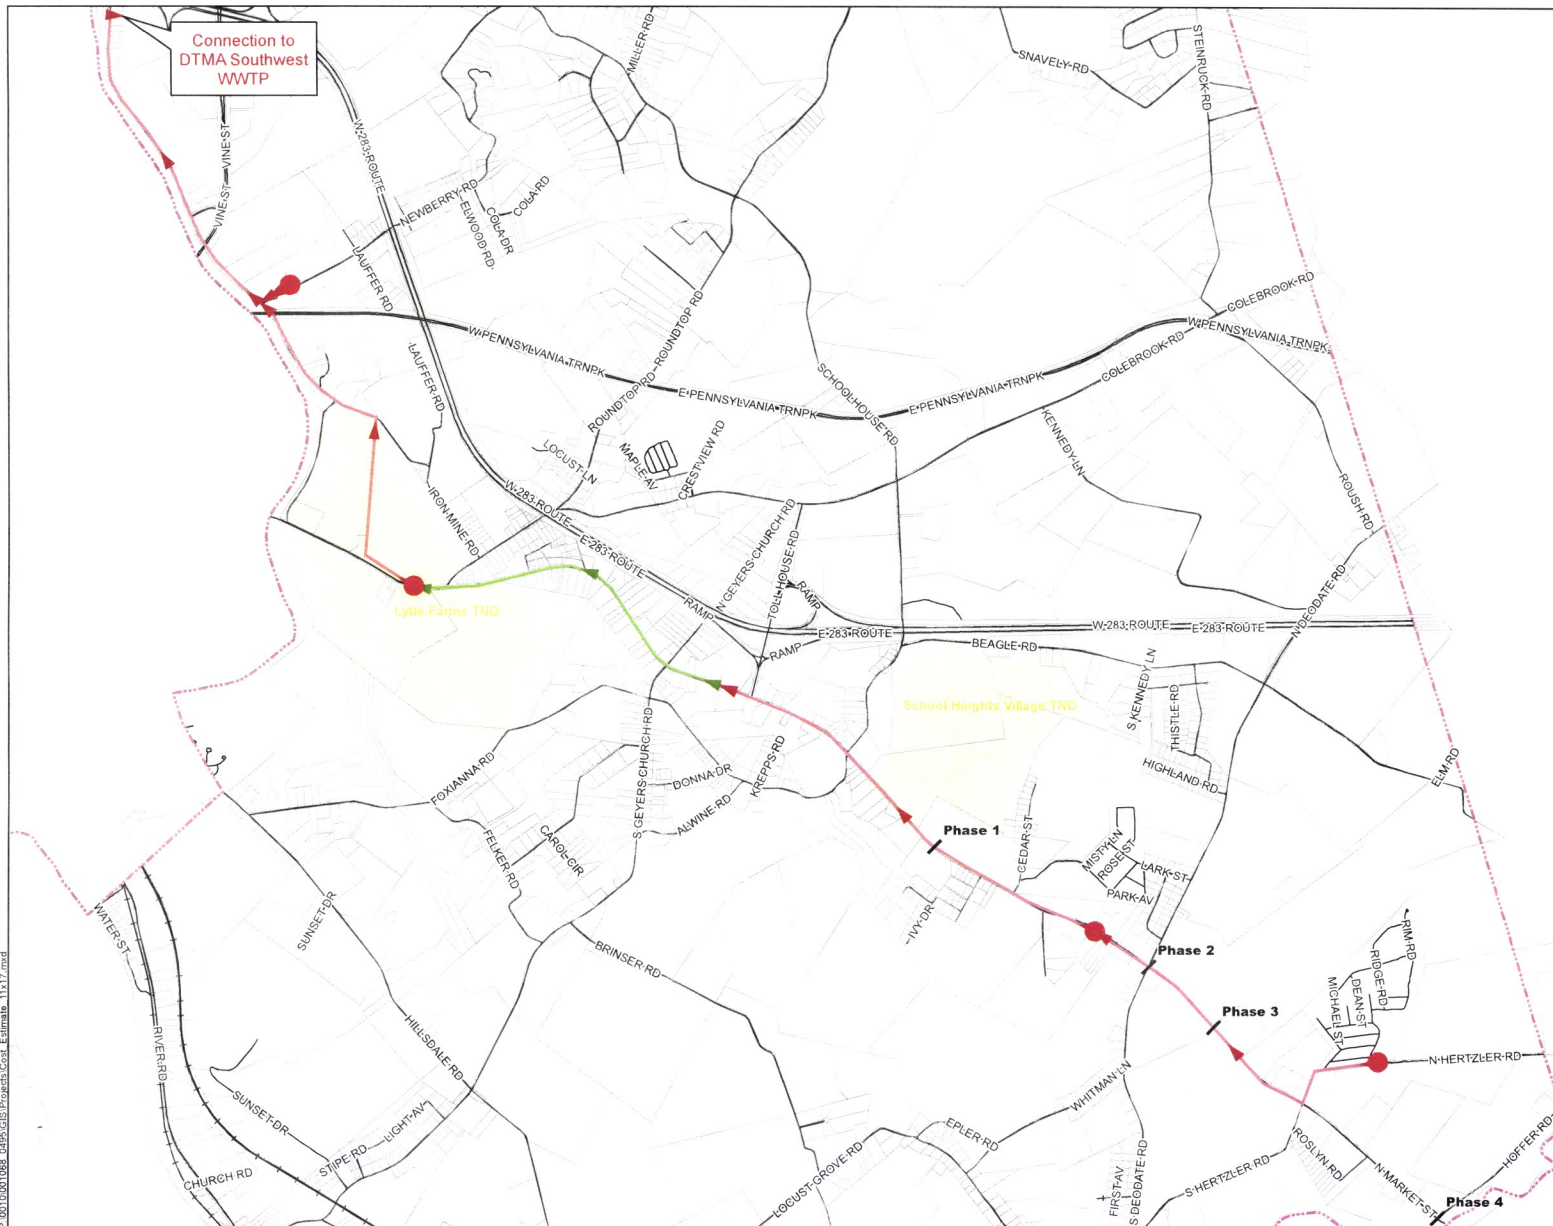 Connection to
DTMA Southwest
WWTP
MILLER RD
SNAVELY RD
STEINRUCK RD
W 283 ROUTE
VINE ST
VINE ST
NEWBERRY RD
COLA RD
COLA DR
ELWOOD RD
LAUFFER RD
COLEBROOK RD
W PENNSYLVANIA TRNPK
W PENNSYLVANIA TRNPK
ROUNDTOP RD
ROUNDTOP RD
LAUFFER RD
SCHOOLHOUSE RD
COLEBROOK RD
E PENNSYLVANIA TRNPK
E PENNSYLVANIA TRNPK
KENNEDY LN
LOCUST LN
MAPLE AV
CRESTVIEW RD
W 283 ROUTE
IRON MINE RD
ROUSH RD
E 283 ROUTE
N GEYERS CHURCH RD
TOLL HOUSE RD
RAMP
RAMP
RAMP
Lytle Farms TND
E 283 ROUTE
W 283 ROUTE
E 283 ROUTE
N DEODATE RD
BEAGLE RD
S KENNEDY LN
THISTLE RD
School Heights Village TND
HIGHLAND RD
ELM RD
FOXIANNA RD
S GEYERS CHURCH RD
DONNA DR
KREPPS RD
ALWINE RD
FELKER RD
CAROL CIR
Phase 1
CEDAR ST
MISTY LN
ROSE ST
LARK ST
PARK AV
IVY DR
WATER ST
SUNSET DR
BRINSER RD
Phase 2
RIM RD
RIDGE RD
DEAN ST
MICHAEL ST
Phase 3
RIVER RD
HILLSDALE RD
N HERTZLER RD
WHITMAN LN
SUNSET DR
LIGHT AV
STIPE RD
CHURCH RD
EPLER RD
LOCUST GROVE RD
FIRST AV
S DEODATE RD
S HERTZLER RD
ROSLYN RD
N MARKET ST
HOFFER RD
Phase 4